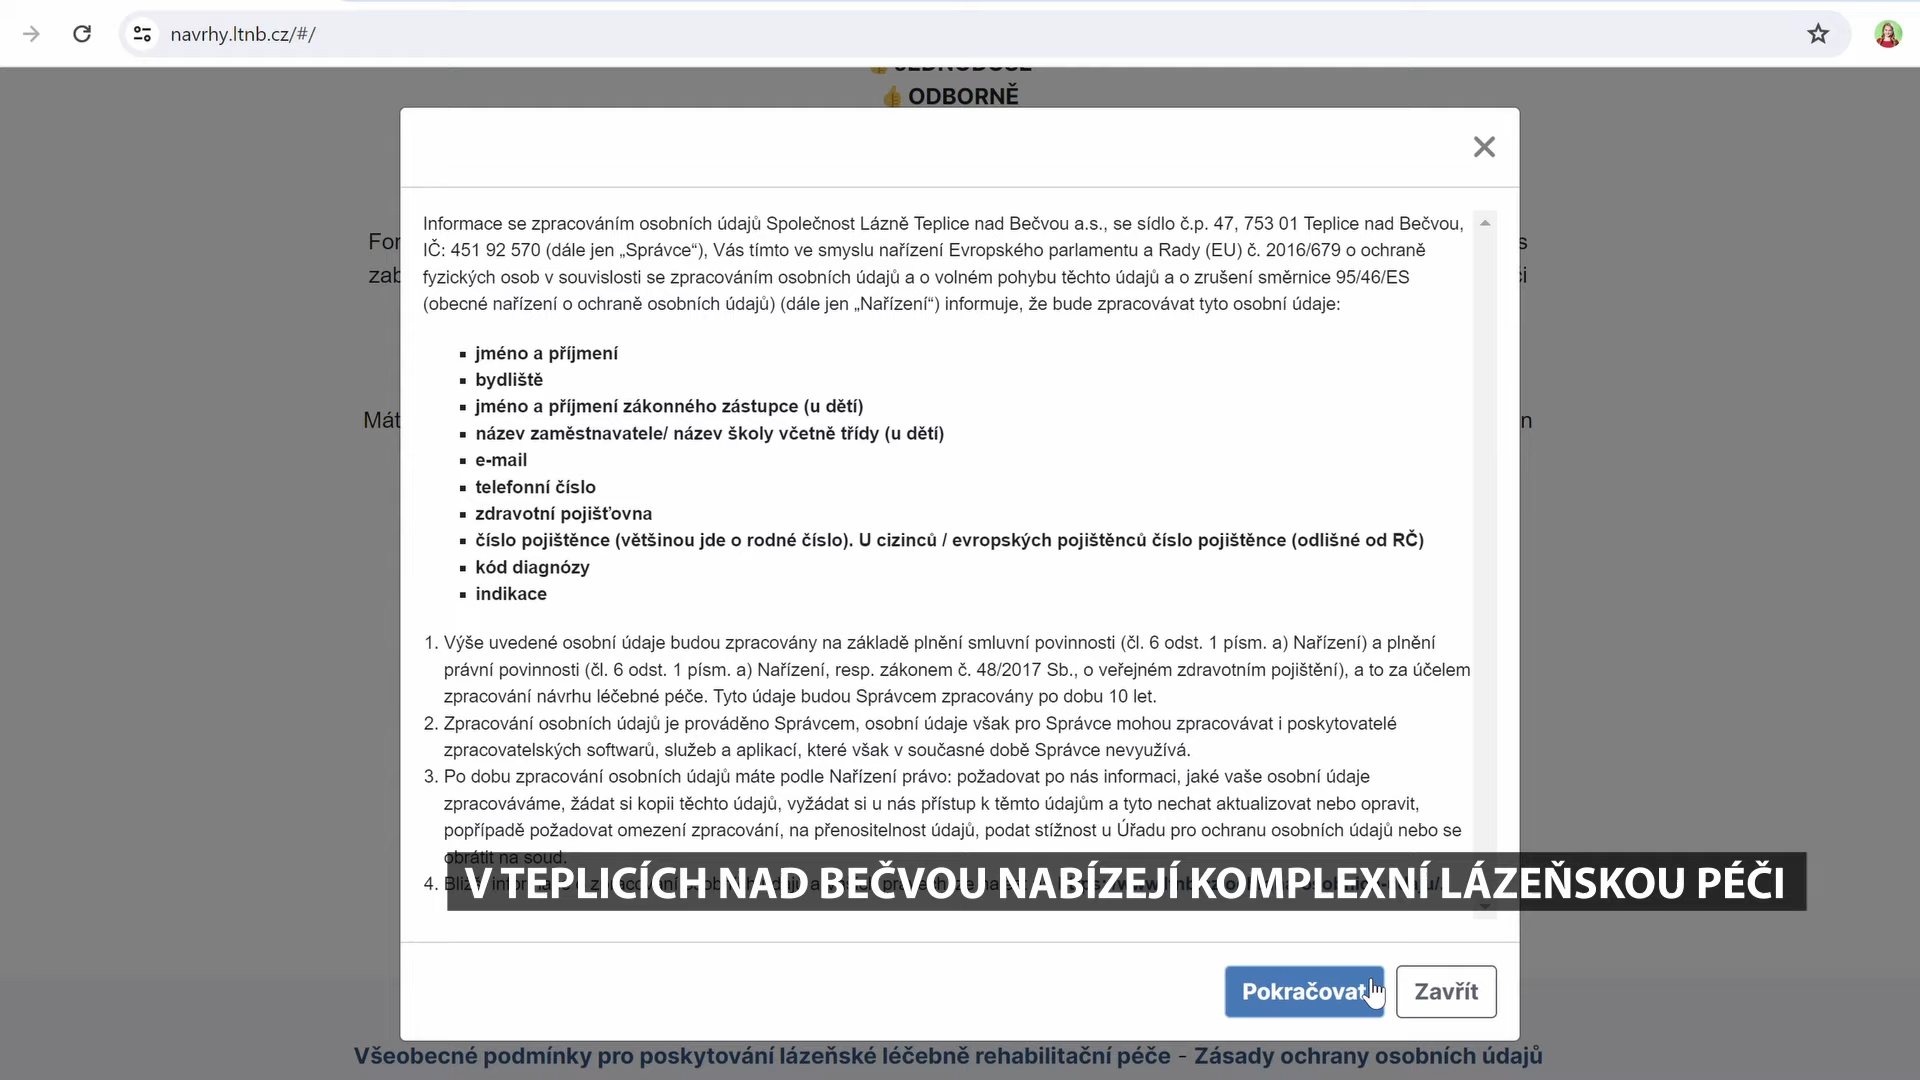 navrhy.ltnb.cz/#/
ODBORNĚ
Informace se zpracováním osobních údajů Společnost Lázně Teplice nad Bečvou a.s., se sídlo č.p. 47, 753 01 Teplice nad Bečvou,
IČ: 451 92 570 (dále jen „Správce“), Vás tímto ve smyslu nařízení Evropského parlamentu a Rady (EU) č. 2016/679 o ochraně
fyzických osob v souvislosti se zpracováním osobních údajů a o volném pohybu těchto údajů a o zrušení směrnice 95/46/ES
(obecné nařízení o ochraně osobních údajů) (dále jen „Nařízení“) informuje, že bude zpracovávat tyto osobní údaje:
▪ jméno a příjmení
▪ bydliště
▪ jméno a příjmení zákonného zástupce (u dětí)
▪ název zaměstnavatele/ název školy včetně třídy (u dětí)
▪ e-mail
▪ telefonní číslo
▪ zdravotní pojišťovna
▪ číslo pojištěnce (většinou jde o rodné číslo). U cizinců / evropských pojištěnců číslo pojištěnce (odlišné od RČ)
▪ kód diagnózy
▪ indikace
1. Výše uvedené osobní údaje budou zpracovány na základě plnění smluvní povinnosti (čl. 6 odst. 1 písm. a) Nařízení) a plnění
právní povinnosti (čl. 6 odst. 1 písm. a) Nařízení, resp. zákonem č. 48/2017 Sb., o veřejném zdravotním pojištění), a to za účelem
zpracování návrhu léčebné péče. Tyto údaje budou Správcem zpracovány po dobu 10 let.
2. Zpracování osobních údajů je prováděno Správcem, osobní údaje však pro Správce mohou zpracovávat i poskytovatelé
zpracovatelských softwarů, služeb a aplikací, které však v současné době Správce nevyužívá.
3. Po dobu zpracování osobních údajů máte podle Nařízení právo: požadovat po nás informaci, jaké vaše osobní údaje
zpracováváme, žádat si kopii těchto údajů, vyžádat si u nás přístup k těmto údajům a tyto nechat aktualizovat nebo opravit,
popřípadě požadovat omezení zpracování, na přenositelnost údajů, podat stížnost u Úřadu pro ochranu osobních údajů nebo se
obrátit na soud.
4.
V TEPLICÍCH NAD BEČVOU NABÍZEJÍ KOMPLEXNÍ LÁZEŇSKOU PÉČI
Pokračovat
Zavřít
Všeobecné podmínky pro poskytování lázeňské léčebně rehabilitační péče - Zásady ochrany osobních údajů